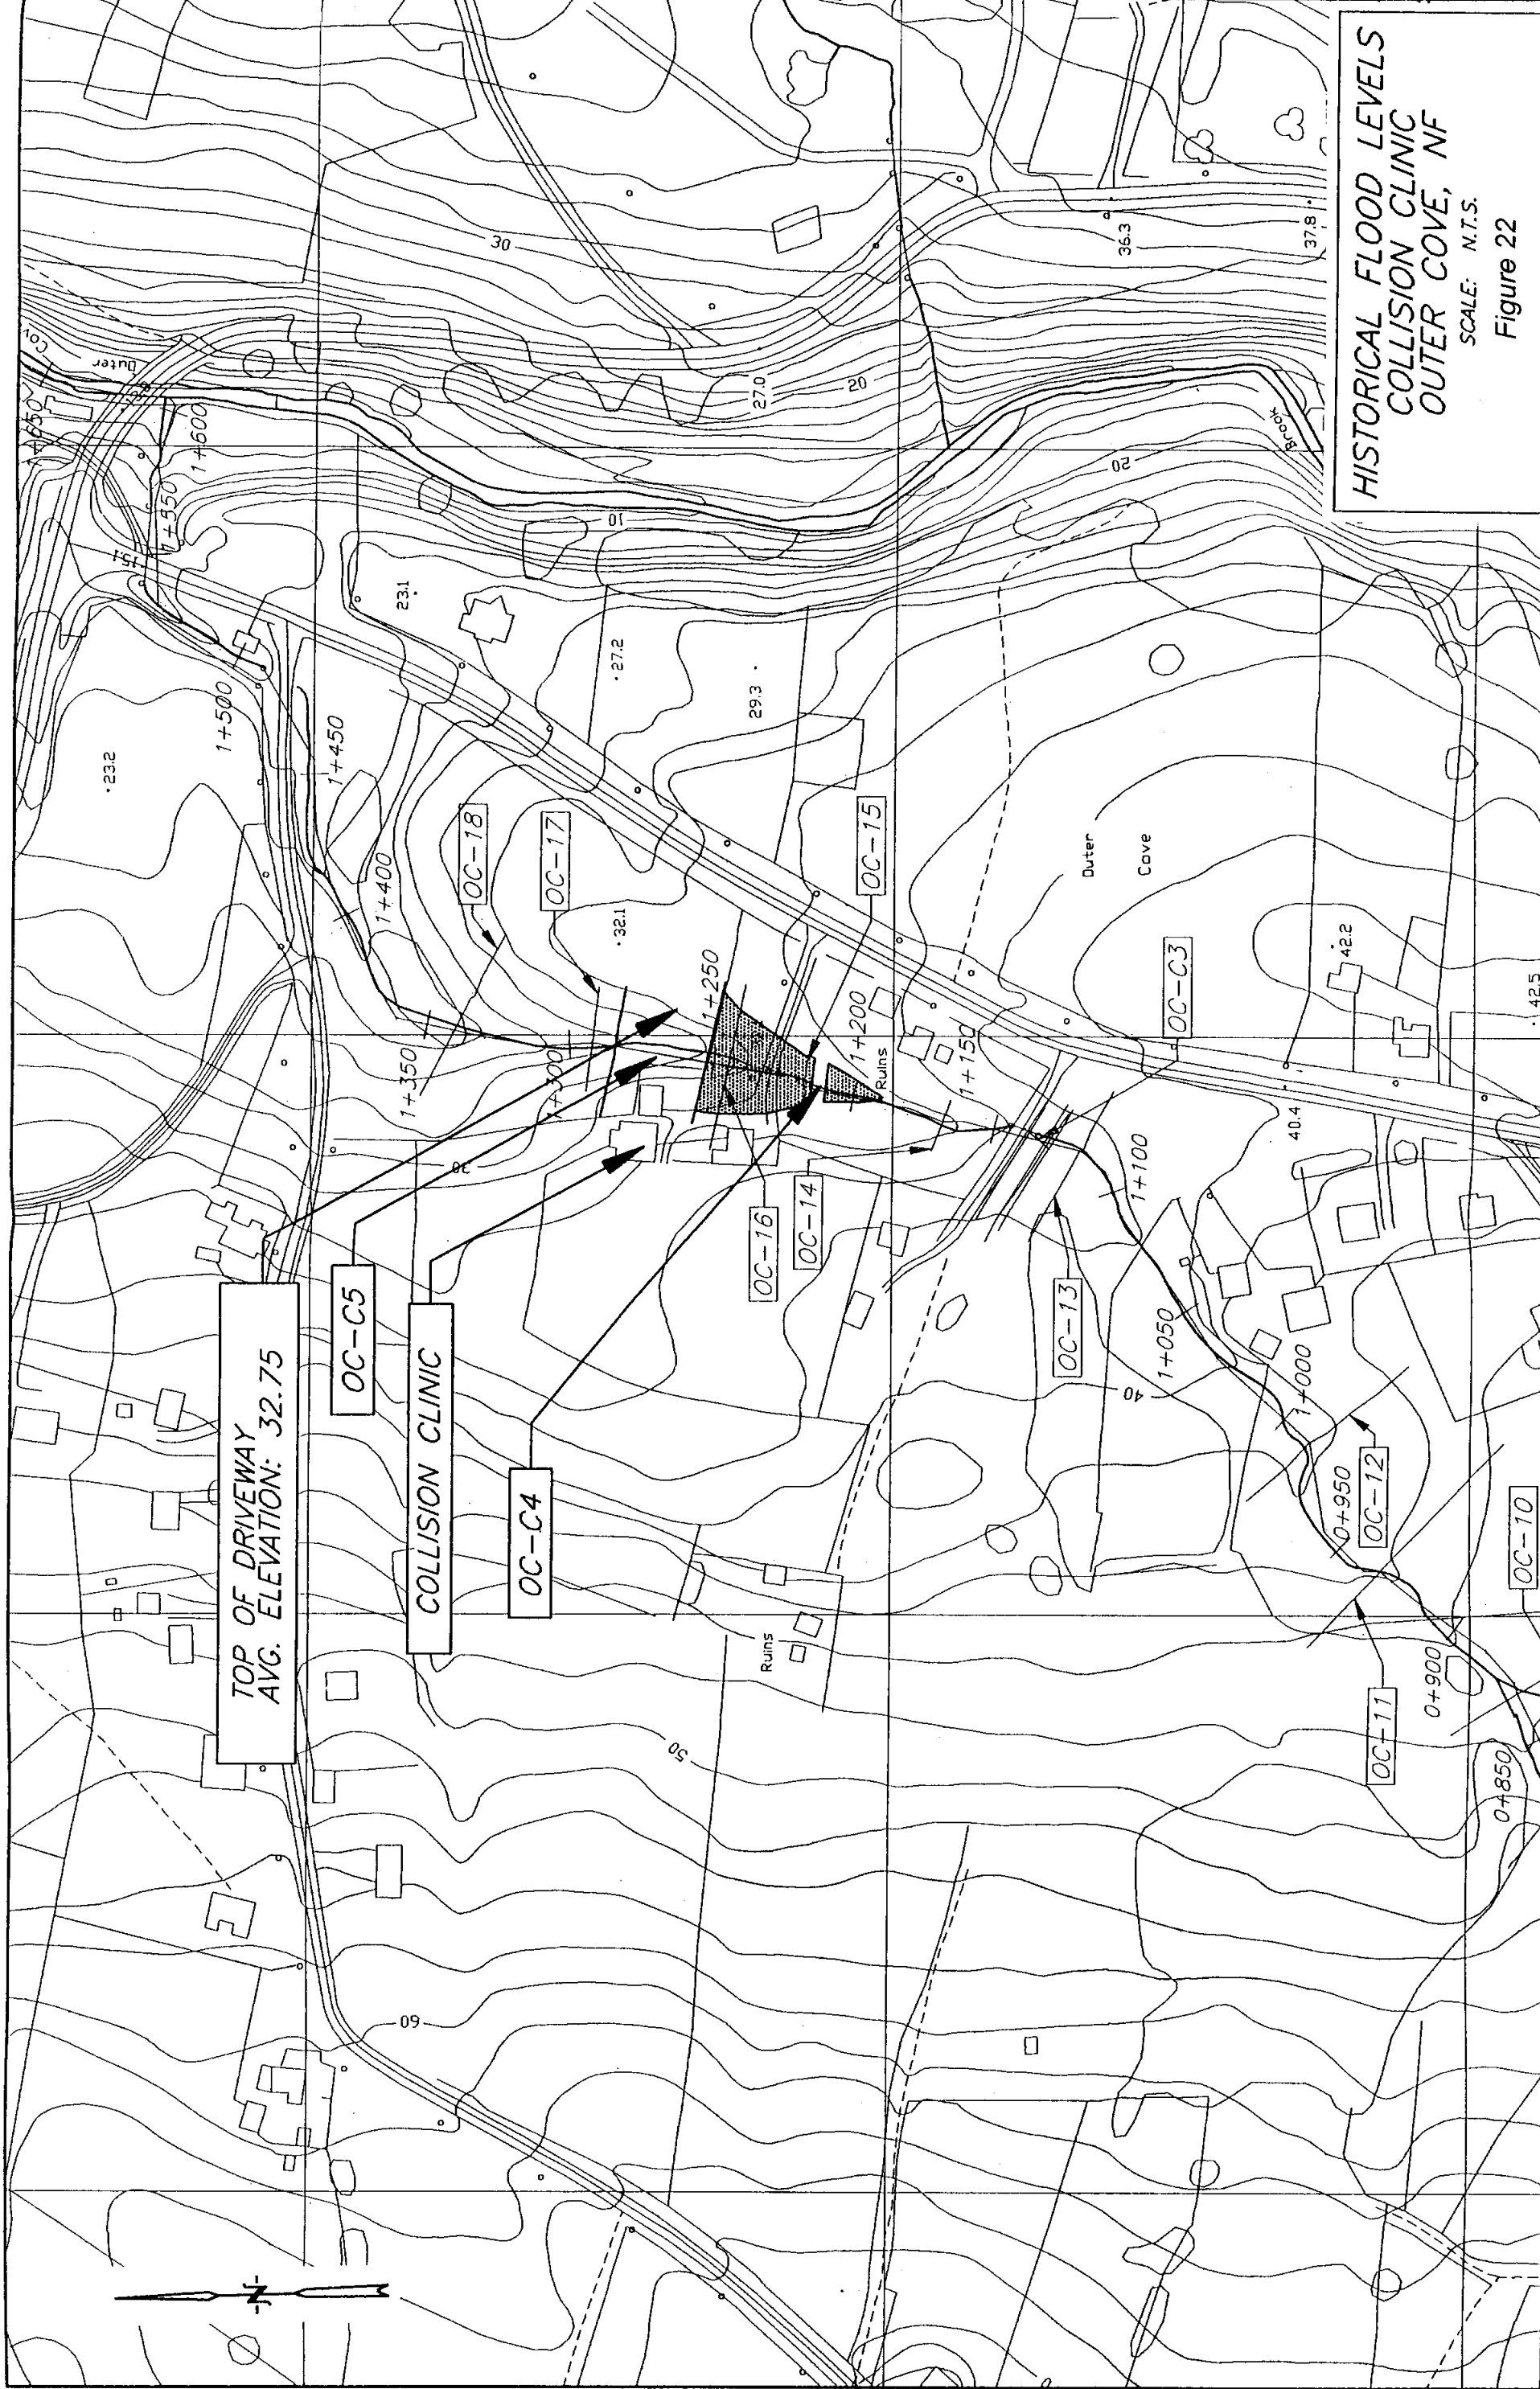 TOP OF DRIVEWAY
AVG. ELEVATION: 32.75
OC-C5
COLLISION CLINIC
OC-C4
OC-18
OC-17
OC-15
OC-16
OC-14
OC-C3
OC-13
OC-12
OC-11
OC-10
1+650
1+600
1+550
1+500
1+450
1+400
1+350
1+300
1+250
1+200
1+150
1+100
1+050
1+000
0+950
0+900
0+850
Outer
Cov
15.1
23.2
23.1
27.2
29.3
27.0
32.1
36.3
37.8
42.2
42.5
40.4
30
20
10
20
30
40
50
60
Ruins
Ruins
Outer
Cove
Brook
-N-
HISTORICAL FLOOD LEVELS
COLLISION CLINIC
OUTER COVE, NF
SCALE: N.T.S.
Figure 22